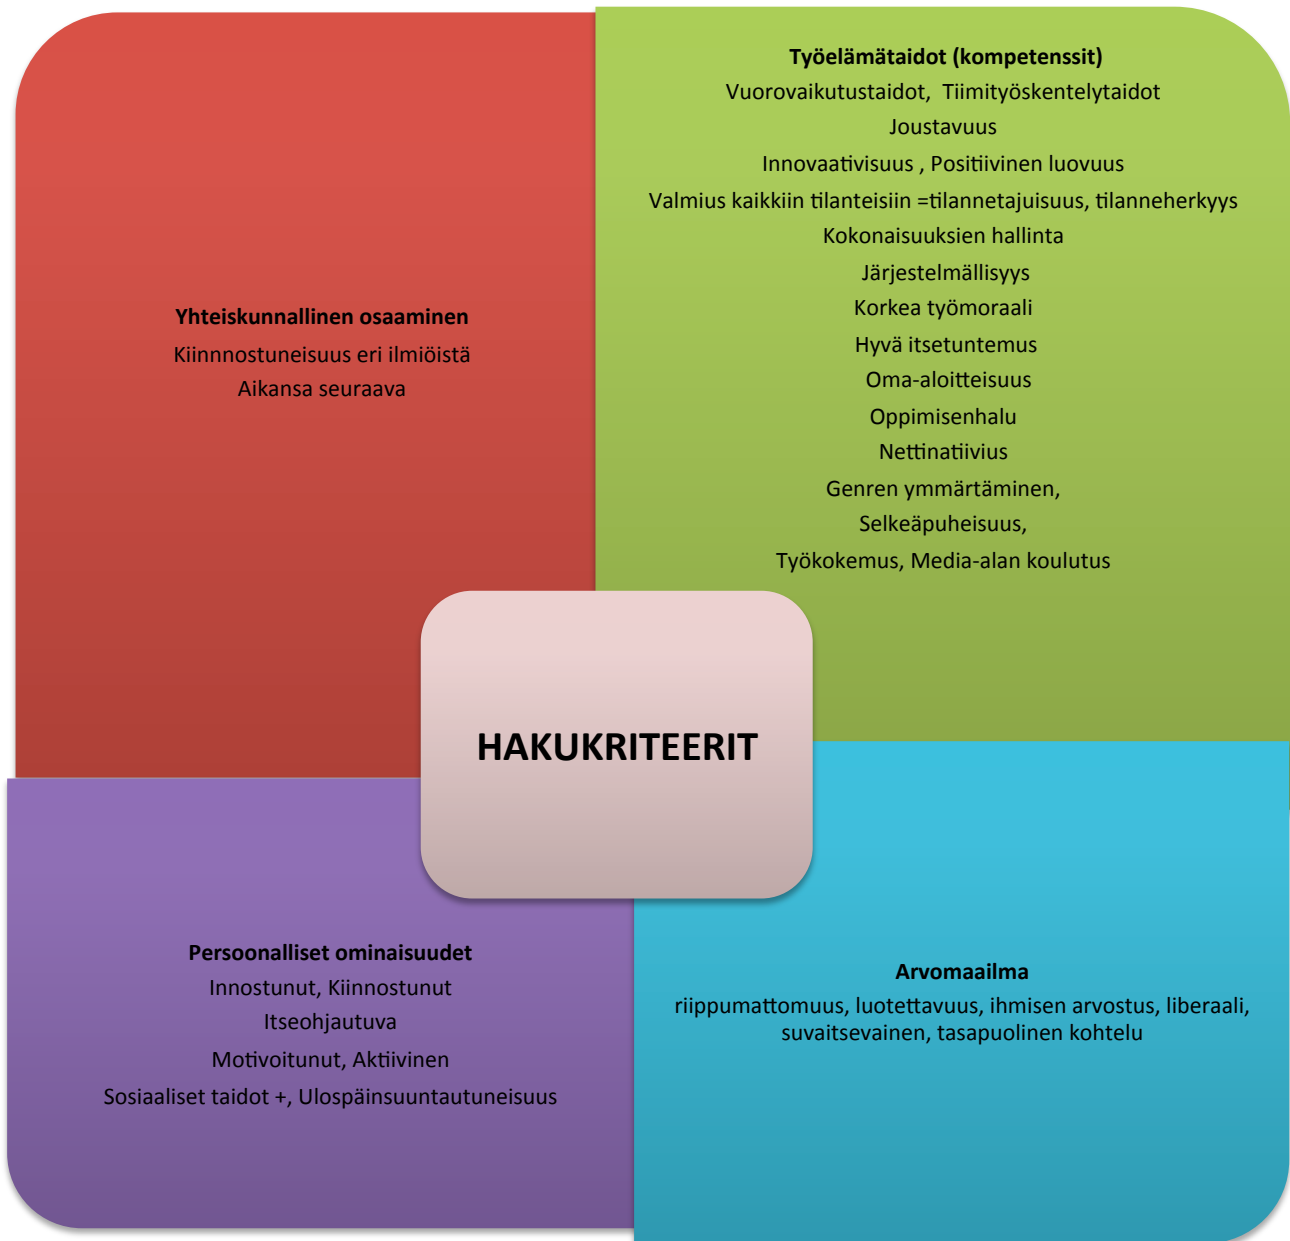 Yhteiskunnallinen osaaminen
Kiinnnostuneisuus eri ilmiöistä
Aikansa seuraava
Työelämätaidot (kompetenssit)
Vuorovaikutustaidot, Tiimityöskentelytaidot
Joustavuus
Innovaativisuus , Positiivinen luovuus
Valmius kaikkiin tilanteisiin =tilannetajuisuus, tilanneherkyys
Kokonaisuuksien hallinta
Järjestelmällisyys
Korkea työmoraali
Hyvä itsetuntemus
Oma-aloitteisuus
Oppimisenhalu
Nettinatiivius
Genren ymmärtäminen,
Selkeäpuheisuus,
Työkokemus, Media-alan koulutus
HAKUKRITEERIT
Persoonalliset ominaisuudet
Innostunut, Kiinnostunut
Itseohjautuva
Motivoitunut, Aktiivinen
Sosiaaliset taidot +, Ulospäinsuuntautuneisuus
Arvomaailma
riippumattomuus, luotettavuus, ihmisen arvostus, liberaali,
suvaitsevainen, tasapuolinen kohtelu